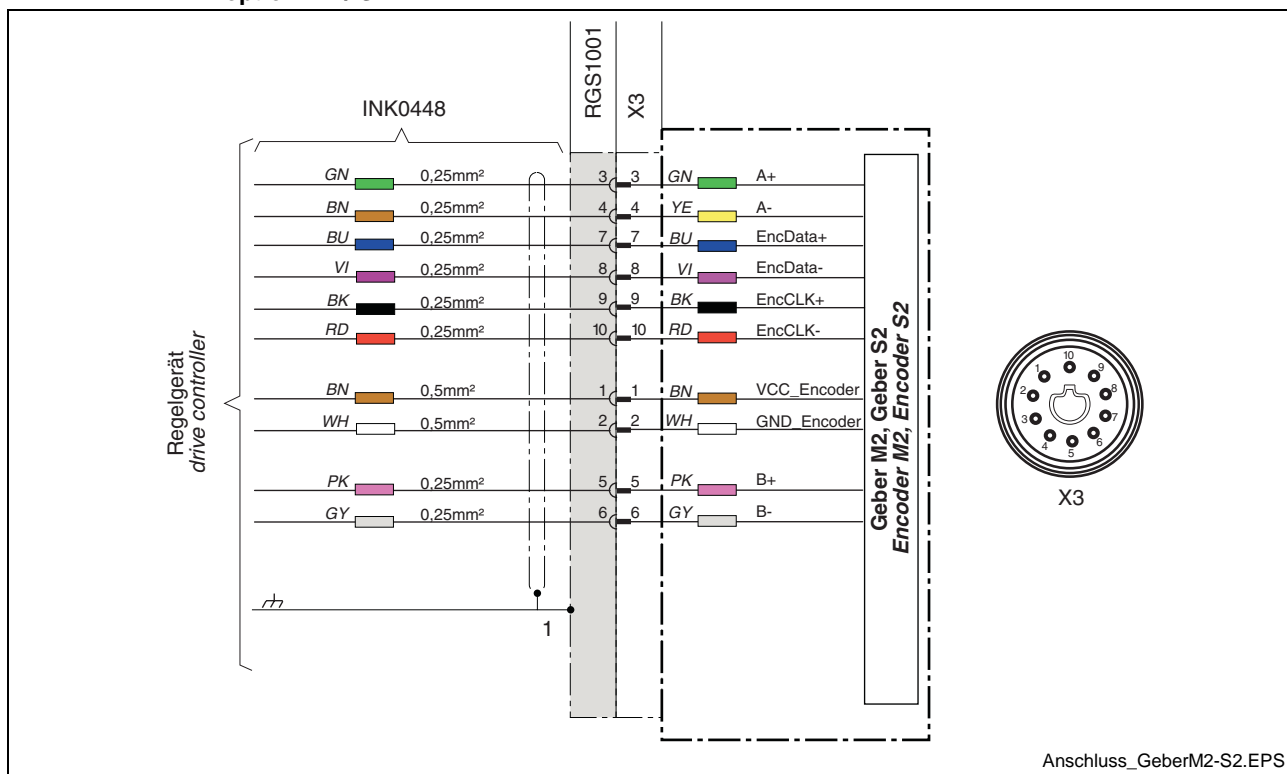 INK0448
RGS1001
X3
GN 0,25mm² 3 3 GN A+
BN 0,25mm² 4 4 YE A-
BU 0,25mm² 7 7 BU EncData+
VI 0,25mm² 8 8 VI EncData-
BK 0,25mm² 9 9 BK EncCLK+
RD 0,25mm² 10 10 RD EncCLK-
BN 0,5mm² 1 1 BN VCC_Encoder
WH 0,5mm² 2 2 WH GND_Encoder
PK 0,25mm² 5 5 PK B+
GY 0,25mm² 6 6 GY B-
1
Regelgerät
drive controller
Geber M2, Geber S2
Encoder M2, Encoder S2
1 10 9
2 8
3 7
4 5 6
X3
Anschluss_GeberM2-S2.EPS